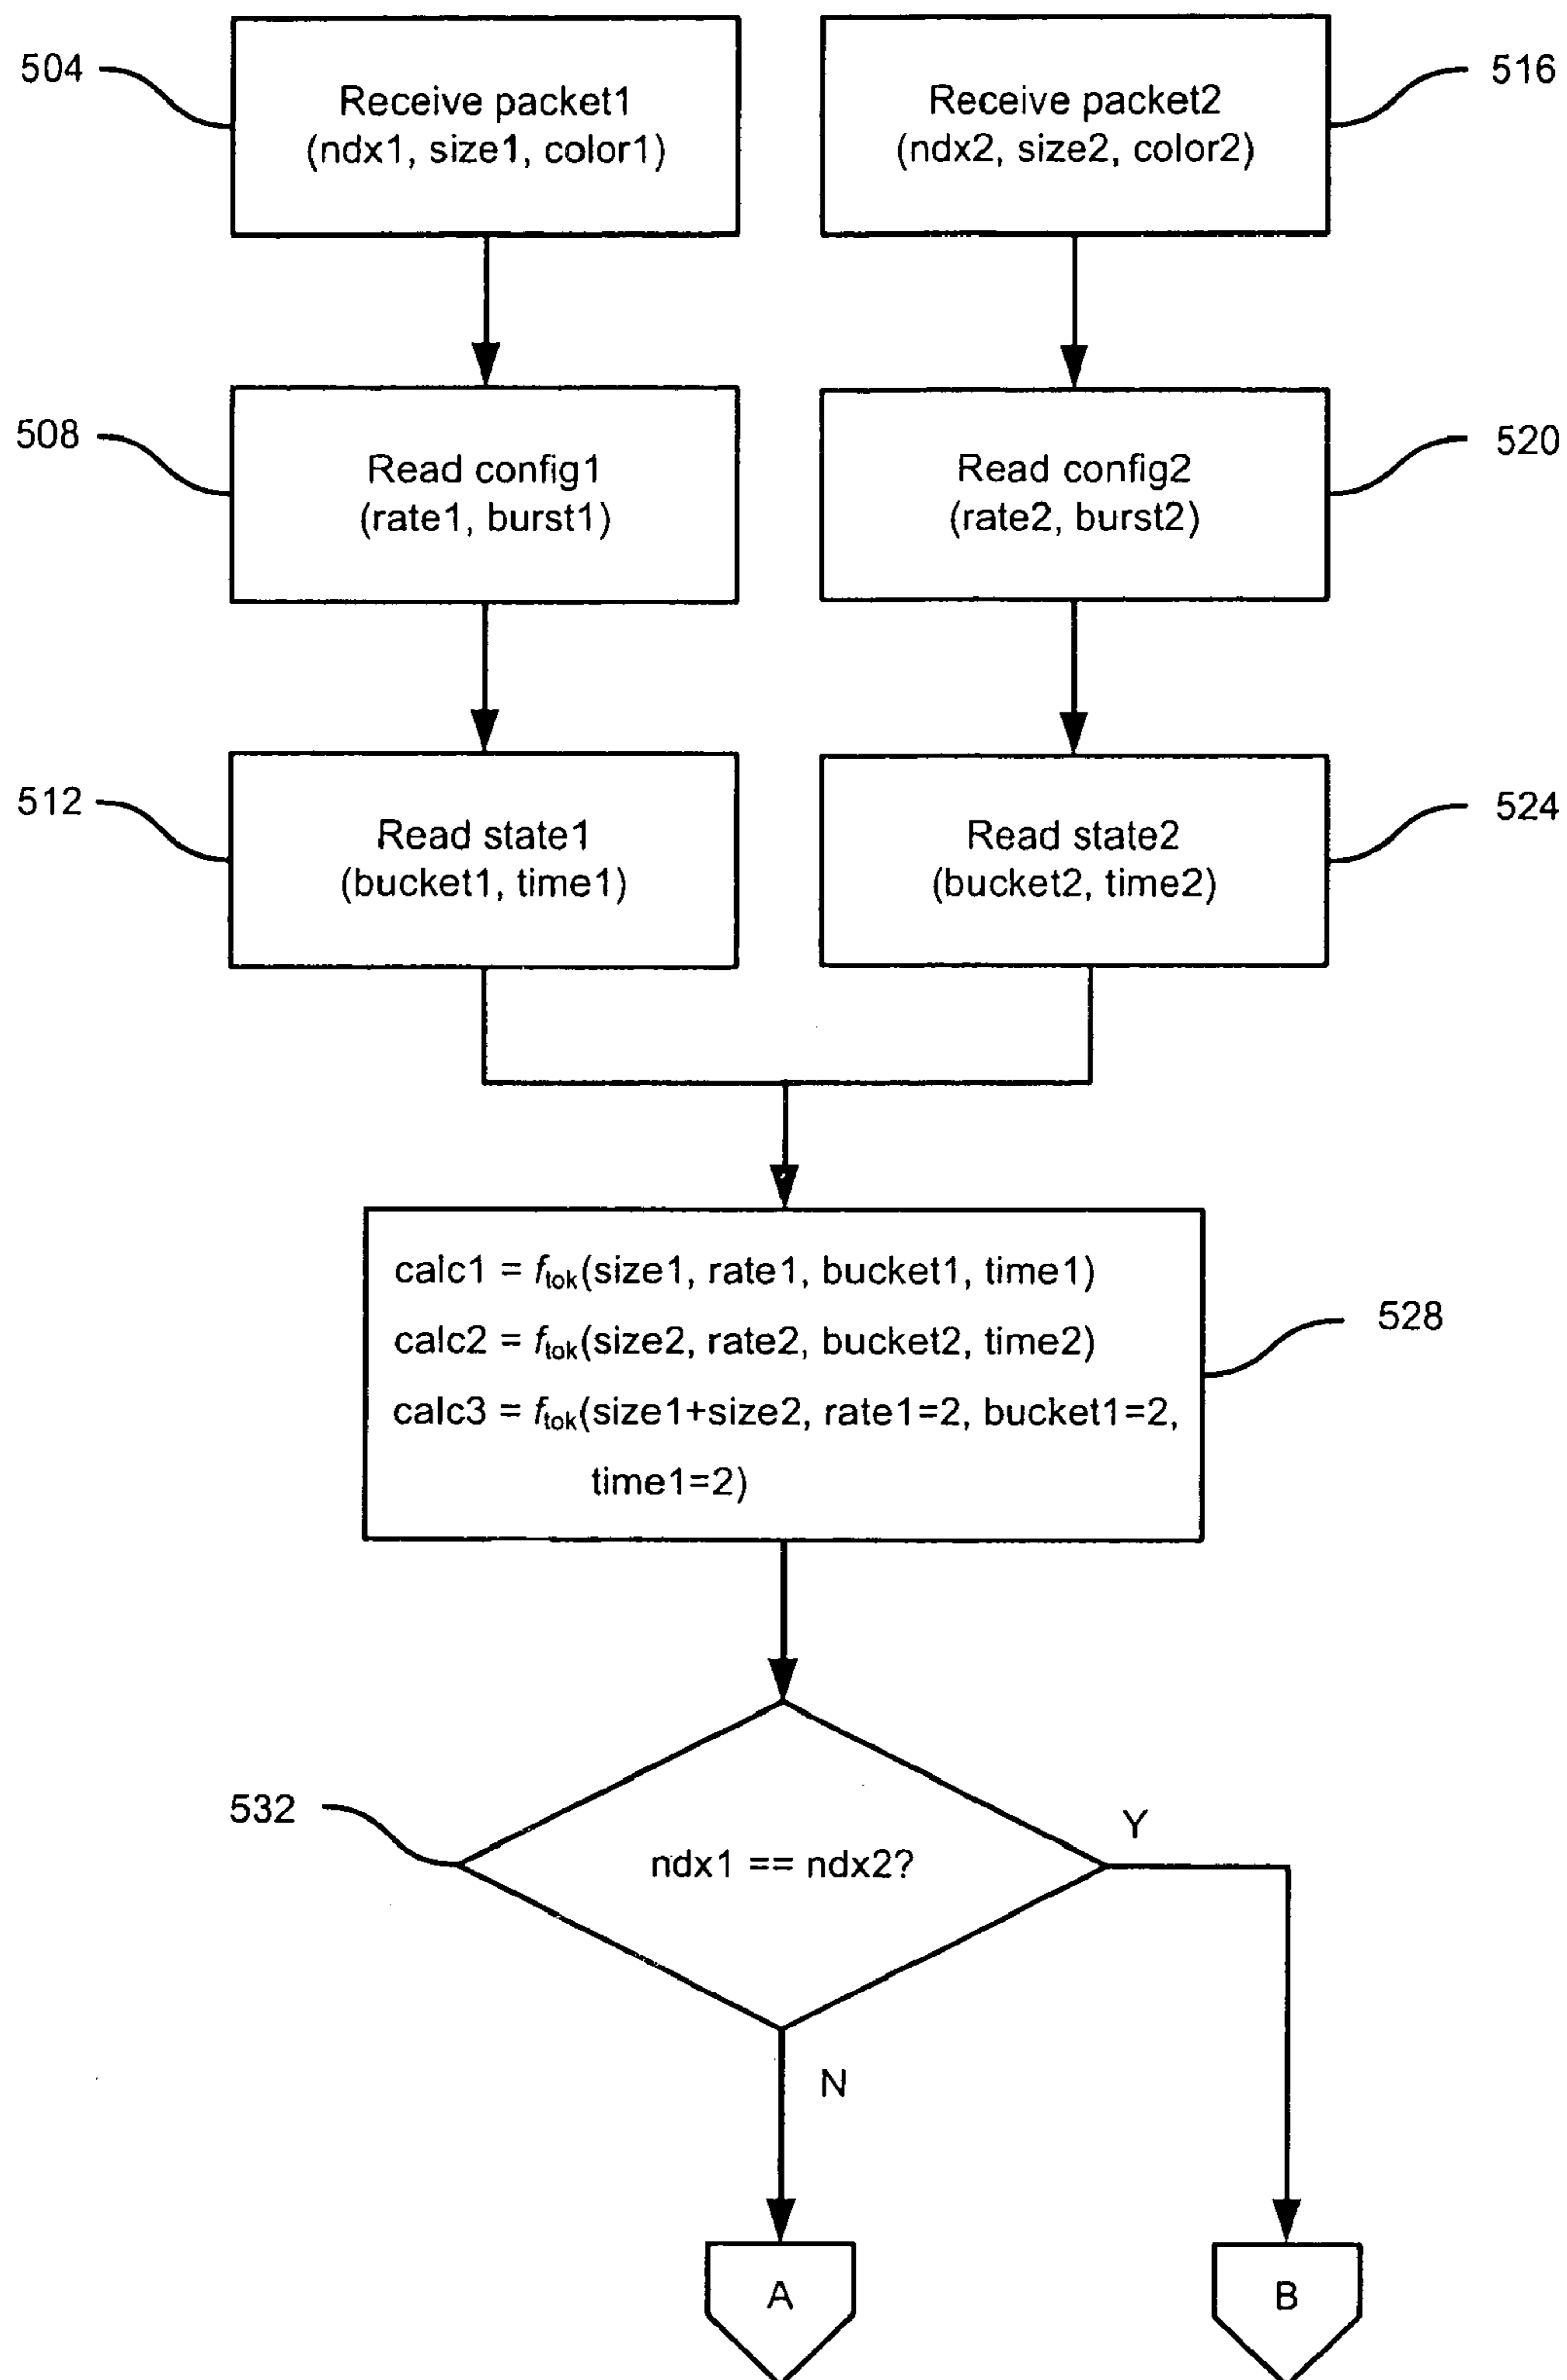 504
Receive packet1
(ndx1, size1, color1)
Receive packet2
(ndx2, size2, color2)
516
508
Read config1
(rate1, burst1)
Read config2
(rate2, burst2)
520
512
Read state1
(bucket1, time1)
Read state2
(bucket2, time2)
524
calc1 = ftok(size1, rate1, bucket1, time1)
calc2 = ftok(size2, rate2, bucket2, time2)
calc3 = ftok(size1+size2, rate1=2, bucket1=2,
time1=2)
528
532
ndx1 == ndx2?
Y
N
A
B